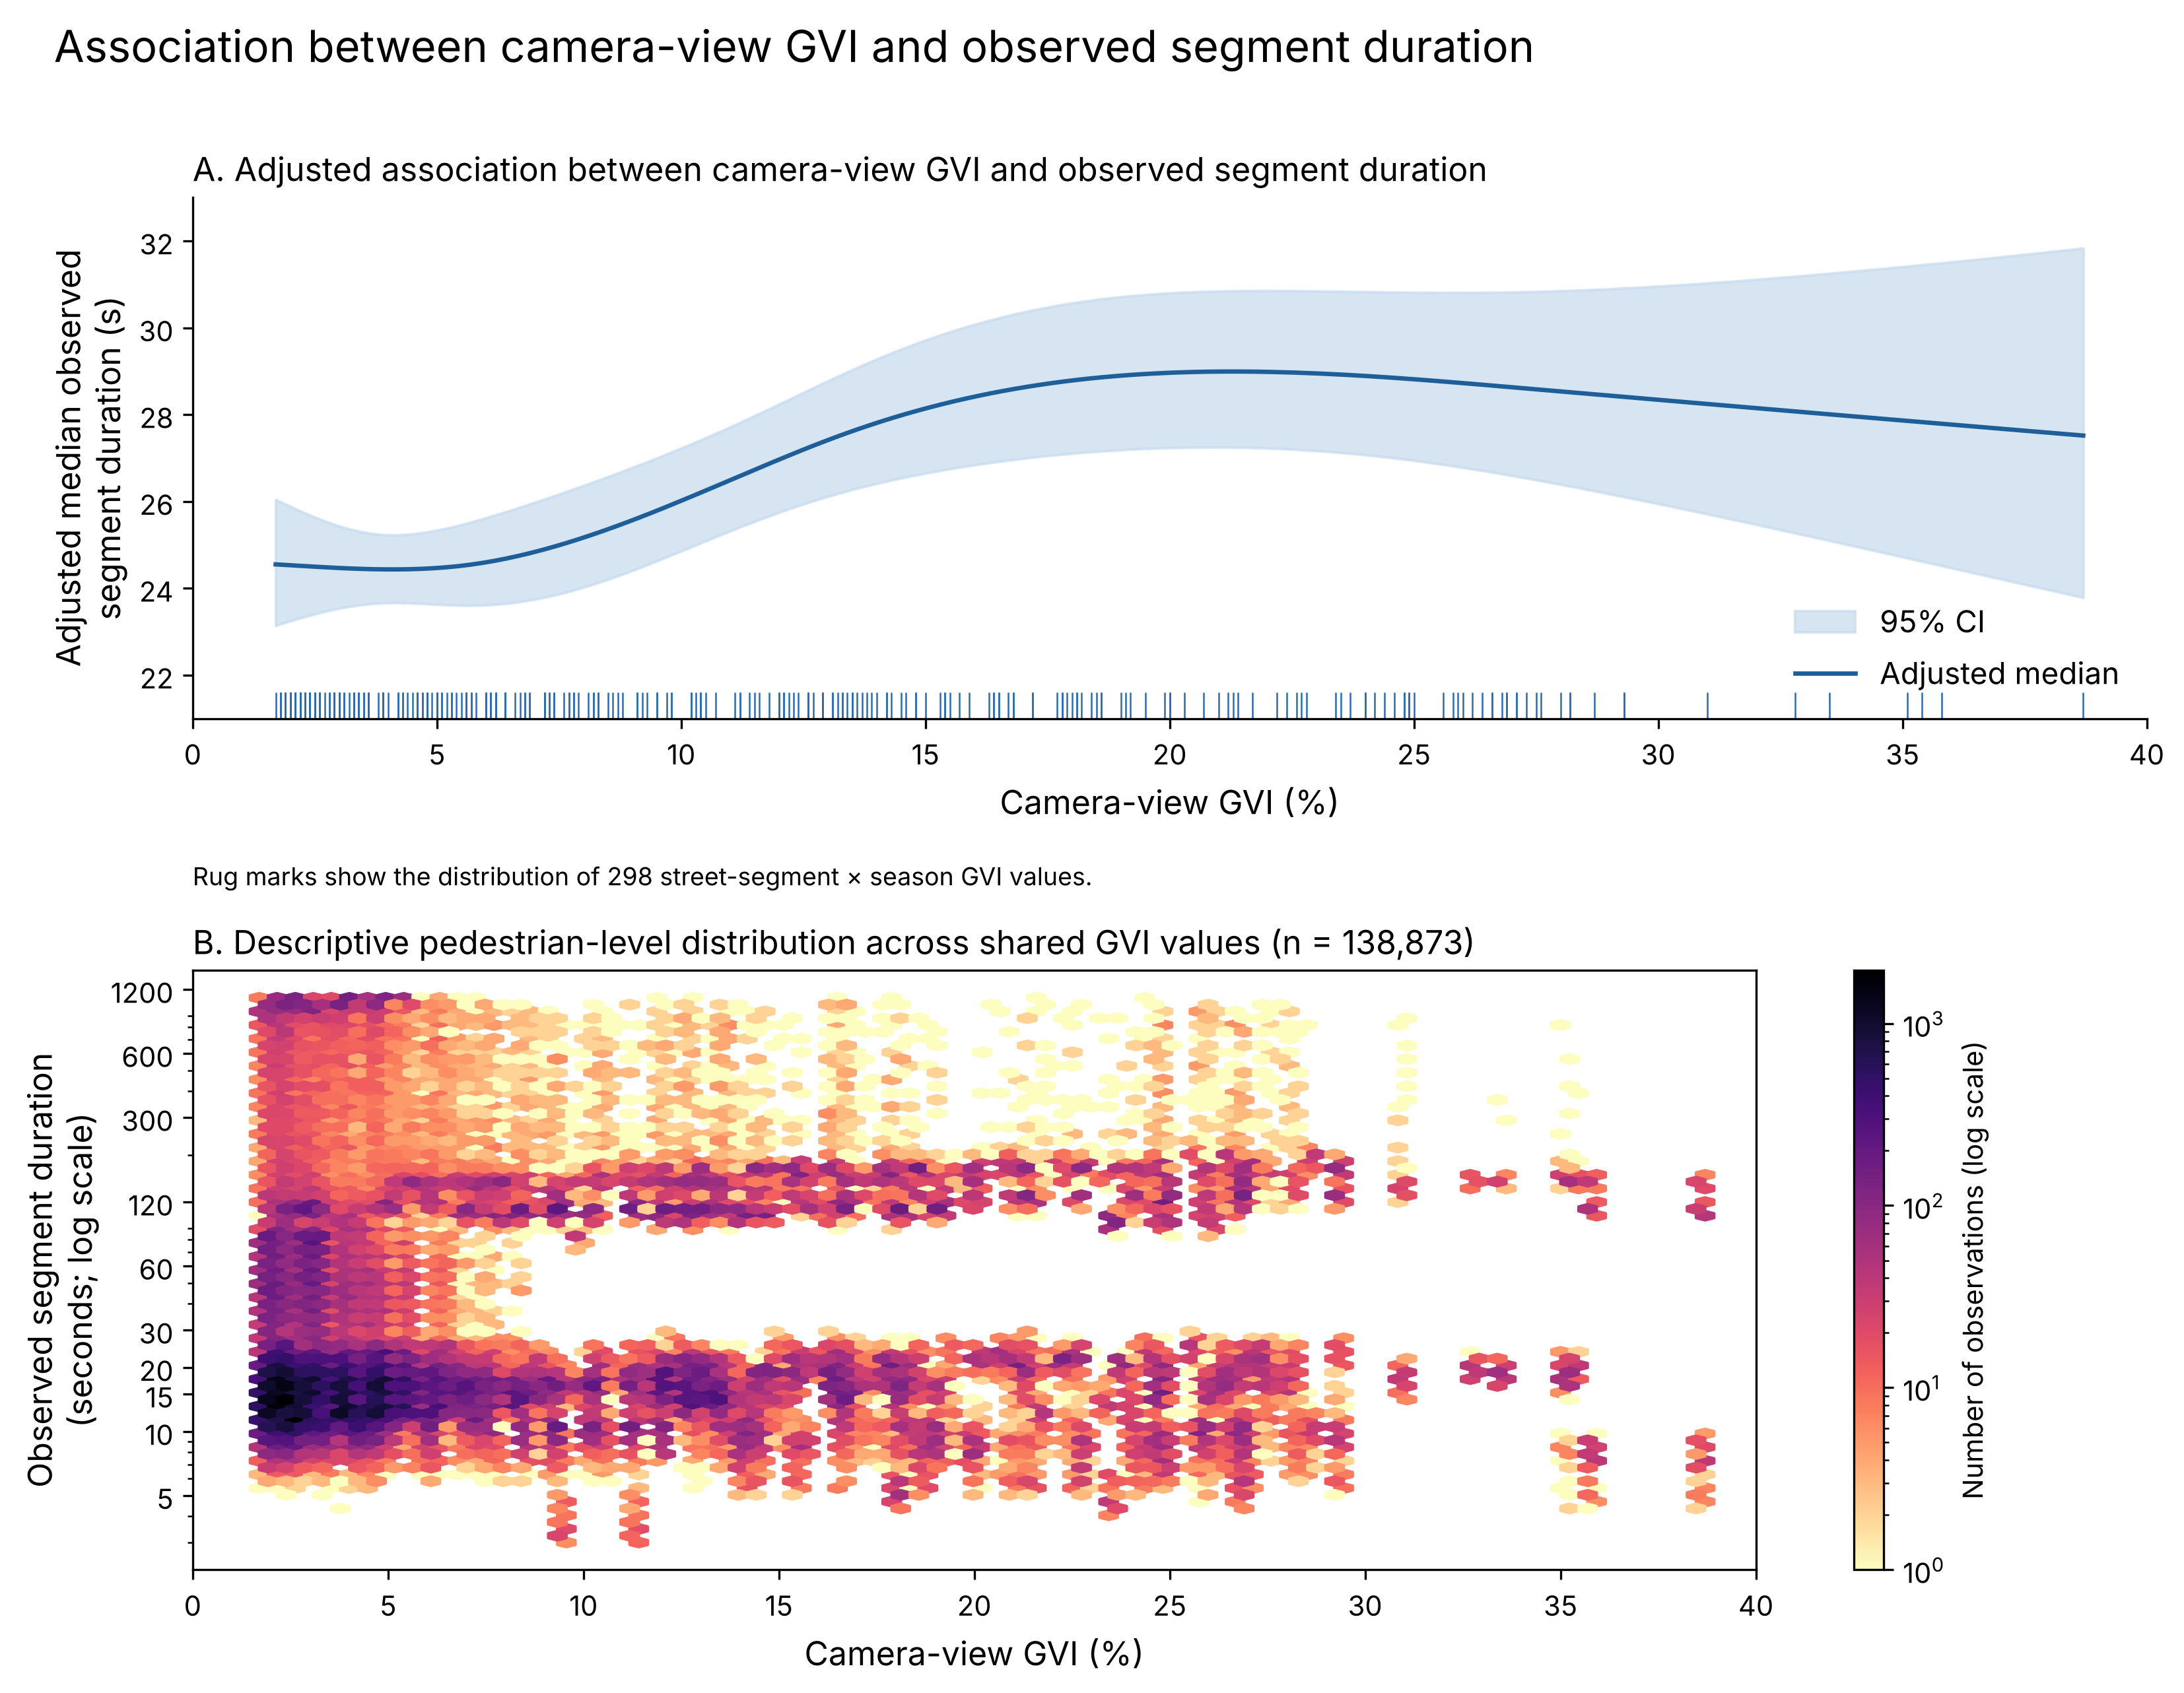 Association between camera-view GVI and observed segment duration
A. Adjusted association between camera-view GVI and observed segment duration
Adjusted median observed
segment duration (s)
32
30
28
26
24
22
95% CI
Adjusted median
0 5 10 15 20 25 30 35 40
Camera-view GVI (%)
Rug marks show the distribution of 298 street-segment × season GVI values.
B. Descriptive pedestrian-level distribution across shared GVI values (n = 138,873)
Observed segment duration
(seconds; log scale)
1200
600
300
120
60
30
20
15
10
5
0 5 10 15 20 25 30 35 40
Camera-view GVI (%)
10³
10²
10¹
10⁰
Number of observations (log scale)